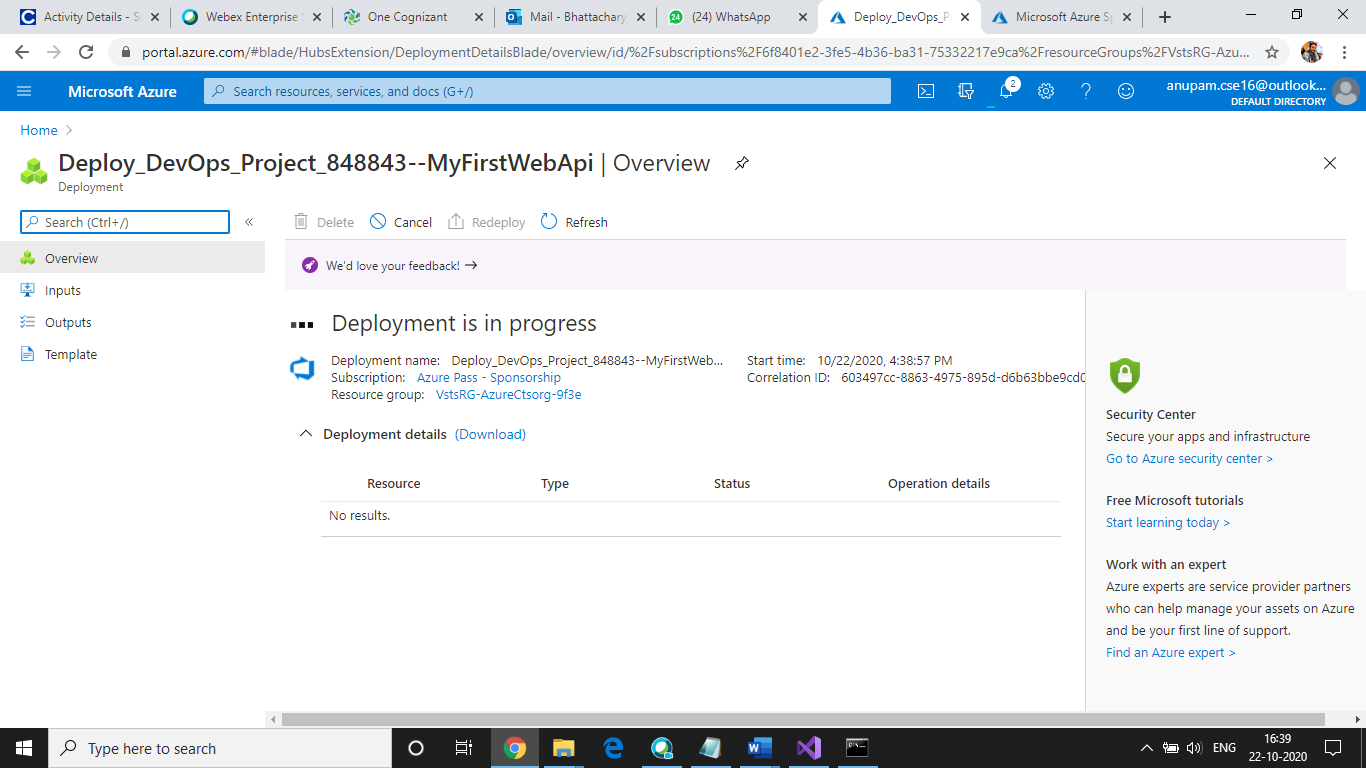 Activity Details - S
Webex Enterprise
One Cognizant
Mail - Bhattachary
(24) WhatsApp
Deploy_DevOps_P
Microsoft Azure Sp
portal.azure.com/#blade/HubsExtension/DeploymentDetailsBlade/overview/id/%2Fsubscriptions%2F6f8401e2-3fe5-4b36-ba31-75332217e9ca%2FresourceGroups%2FVstsRG-Azu...
Microsoft Azure
Search resources, services, and docs (G+/)
2
anupam.cse16@outlook...
DEFAULT DIRECTORY
Home
Deploy_DevOps_Project_848843--MyFirstWebApi | Overview
Deployment
Search (Ctrl+/)
Delete
Cancel
Redeploy
Refresh
Overview
Inputs
Outputs
Template
We'd love your feedback! →
Deployment is in progress
Deployment name: Deploy_DevOps_Project_848843--MyFirstWeb...
Subscription: Azure Pass - Sponsorship
Resource group: VstsRG-AzureCtsorg-9f3e
Start time: 10/22/2020, 4:38:57 PM
Correlation ID: 603497cc-8863-4975-895d-d6b63bbe9cd0
Deployment details (Download)
Resource Type Status Operation details
No results.
Security Center
Secure your apps and infrastructure
Go to Azure security center >
Free Microsoft tutorials
Start learning today >
Work with an expert
Azure experts are service provider partners
who can help manage your assets on Azure
and be your first line of support.
Find an Azure expert >
Type here to search
ENG
16:39
22-10-2020